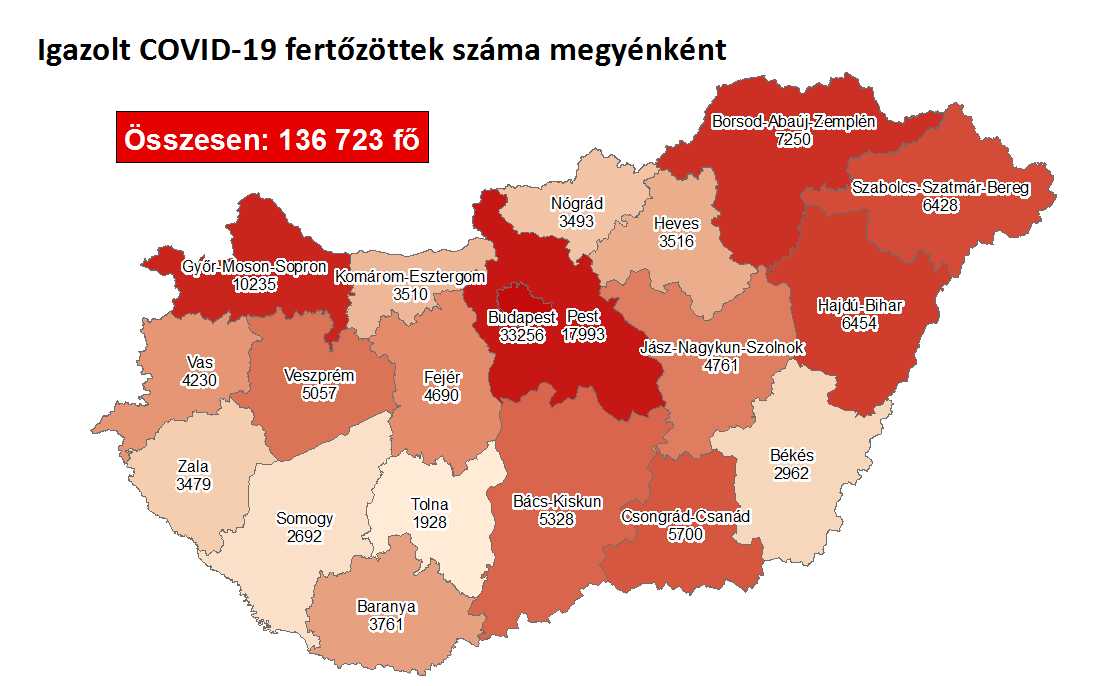 Igazolt COVID-19 fertőzöttek száma megyénként
Összesen: 136 723 fő
Borsod-Abaúj-Zemplén
7250
Szabolcs-Szatmár-Bereg
6428
Nógrád
3493
Heves
3516
Győr-Moson-Sopron
10235
Komárom-Esztergom
3510
Budapest
33256
Pest
17993
Hajdú-Bihar
6454
Jász-Nagykun-Szolnok
4761
Vas
4230
Veszprém
5057
Fejér
4690
Zala
3479
Somogy
2692
Tolna
1928
Bács-Kiskun
5328
Csongrád-Csanád
5700
Békés
2962
Baranya
3761